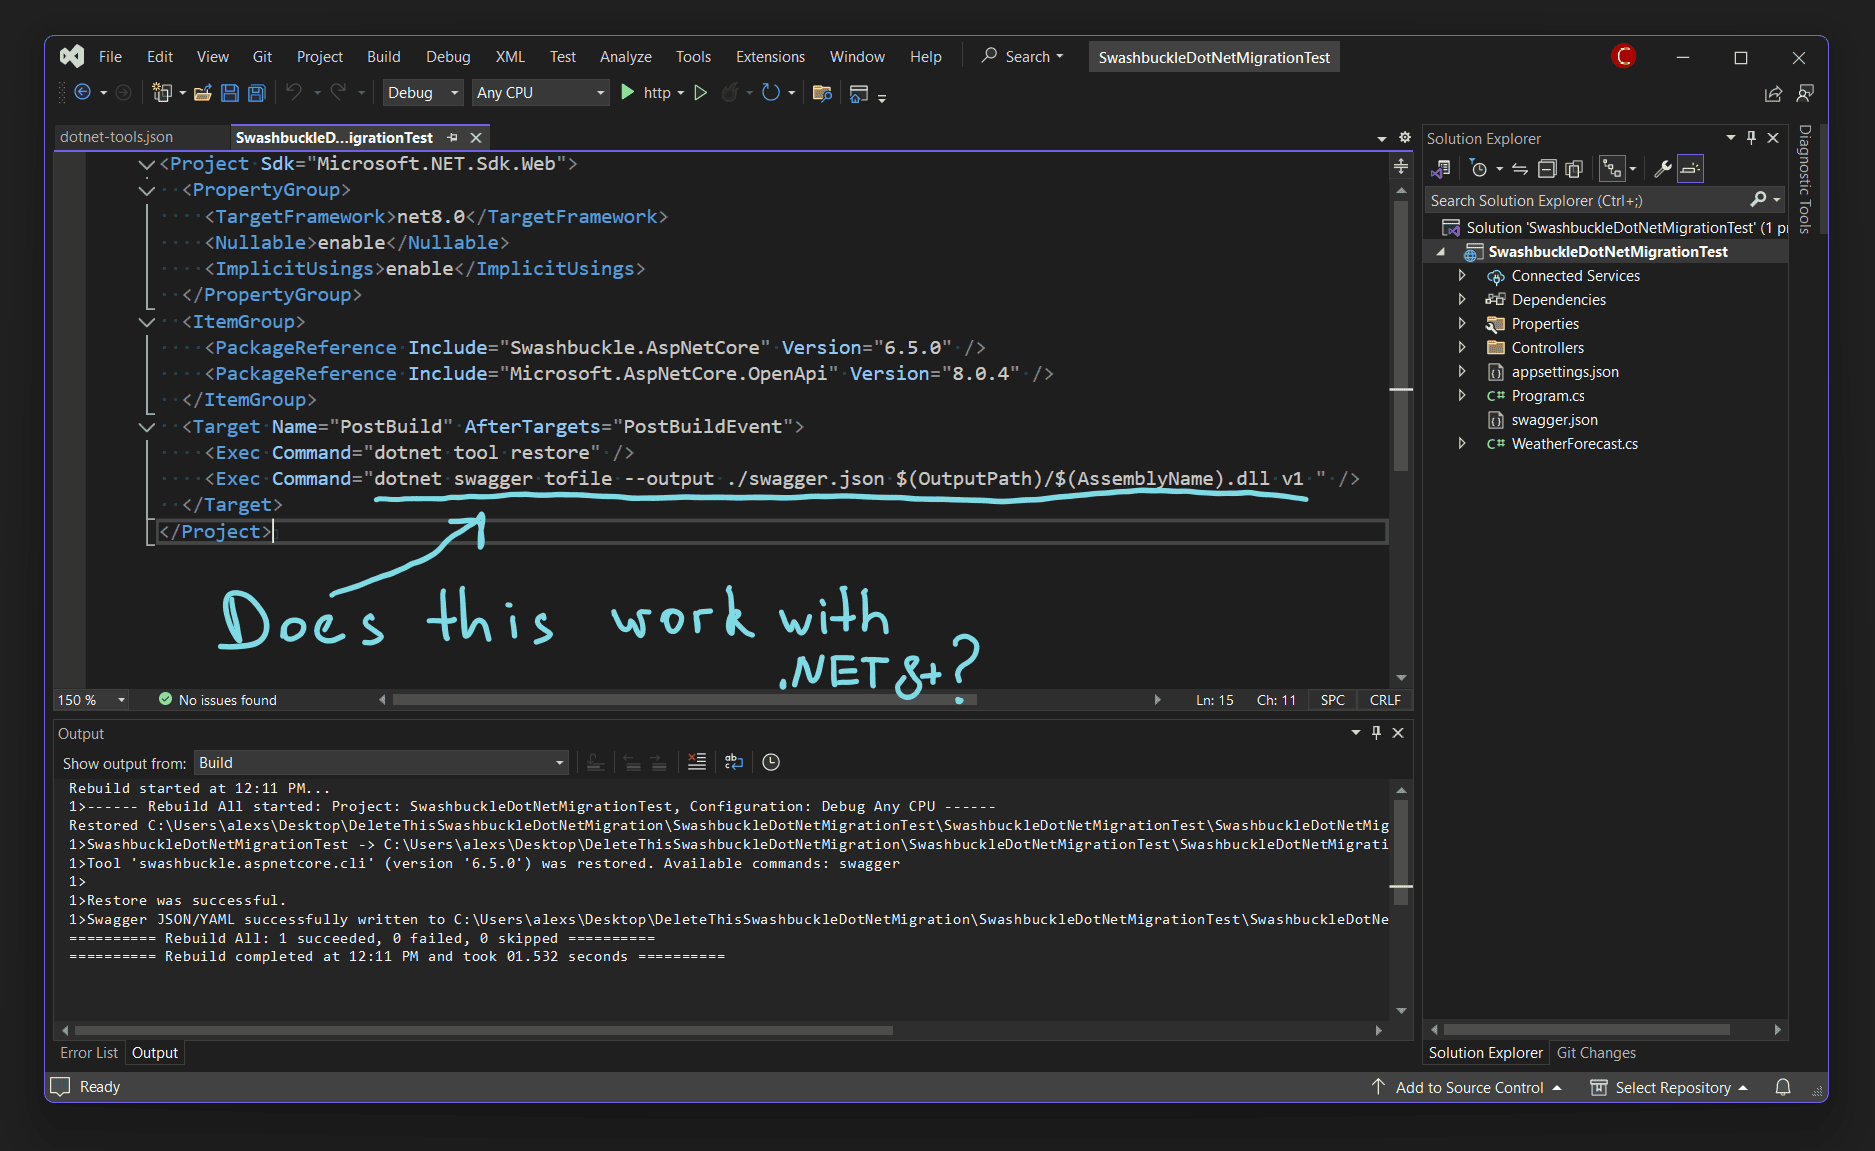 File Edit View Git Project Build Debug XML Test Analyze Tools Extensions Window Help Search SwashbuckleDotNetMigrationTest C
Debug Any CPU http
dotnet-tools.json SwashbuckleD...igrationTest
<Project Sdk="Microsoft.NET.Sdk.Web">
<PropertyGroup>
<TargetFramework>net8.0</TargetFramework>
<Nullable>enable</Nullable>
<ImplicitUsings>enable</ImplicitUsings>
</PropertyGroup>
<ItemGroup>
<PackageReference Include="Swashbuckle.AspNetCore" Version="6.5.0" />
<PackageReference Include="Microsoft.AspNetCore.OpenApi" Version="8.0.4" />
</ItemGroup>
<Target Name="PostBuild" AfterTargets="PostBuildEvent">
<Exec Command="dotnet tool restore" />
<Exec Command="dotnet swagger tofile --output ./swagger.json $(OutputPath)/$(AssemblyName).dll v1 " />
</Target>
</Project>
Does this work with
.NET 8+?
150 % No issues found Ln: 15 Ch: 11 SPC CRLF
Output
Show output from: Build
Rebuild started at 12:11 PM...
1>------ Rebuild All started: Project: SwashbuckleDotNetMigrationTest, Configuration: Debug Any CPU ------
Restored C:\Users\alexs\Desktop\DeleteThisSwashbuckleDotNetMigration\SwashbuckleDotNetMigrationTest\SwashbuckleDotNetMigrationTest\SwashbuckleDotNetMig
1>SwashbuckleDotNetMigrationTest -> C:\Users\alexs\Desktop\DeleteThisSwashbuckleDotNetMigration\SwashbuckleDotNetMigrationTest\SwashbuckleDotNetMigrati
1>Tool 'swashbuckle.aspnetcore.cli' (version '6.5.0') was restored. Available commands: swagger
1>
1>Restore was successful.
1>Swagger JSON/YAML successfully written to C:\Users\alexs\Desktop\DeleteThisSwashbuckleDotNetMigration\SwashbuckleDotNetMigrationTest\SwashbuckleDotNe
========== Rebuild All: 1 succeeded, 0 failed, 0 skipped ==========
========== Rebuild completed at 12:11 PM and took 01.532 seconds ==========
Error List Output
Solution Explorer
Search Solution Explorer (Ctrl+;)
Solution 'SwashbuckleDotNetMigrationTest' (1 pr
SwashbuckleDotNetMigrationTest
Connected Services
Dependencies
Properties
Controllers
appsettings.json
C# Program.cs
swagger.json
C# WeatherForecast.cs
Solution Explorer Git Changes
Diagnostic Tools
Ready Add to Source Control Select Repository